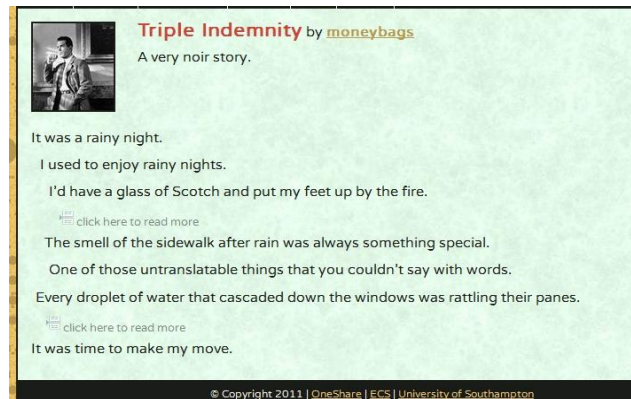 Triple Indemnity by moneybags
A very noir story.
It was a rainy night.
I used to enjoy rainy nights.
I'd have a glass of Scotch and put my feet up by the fire.
click here to read more
The smell of the sidewalk after rain was always something special.
One of those untranslatable things that you couldn't say with words.
Every droplet of water that cascaded down the windows was rattling their panes.
click here to read more
It was time to make my move.
© Copyright 2011 | OneShare | ECS | University of Southampton